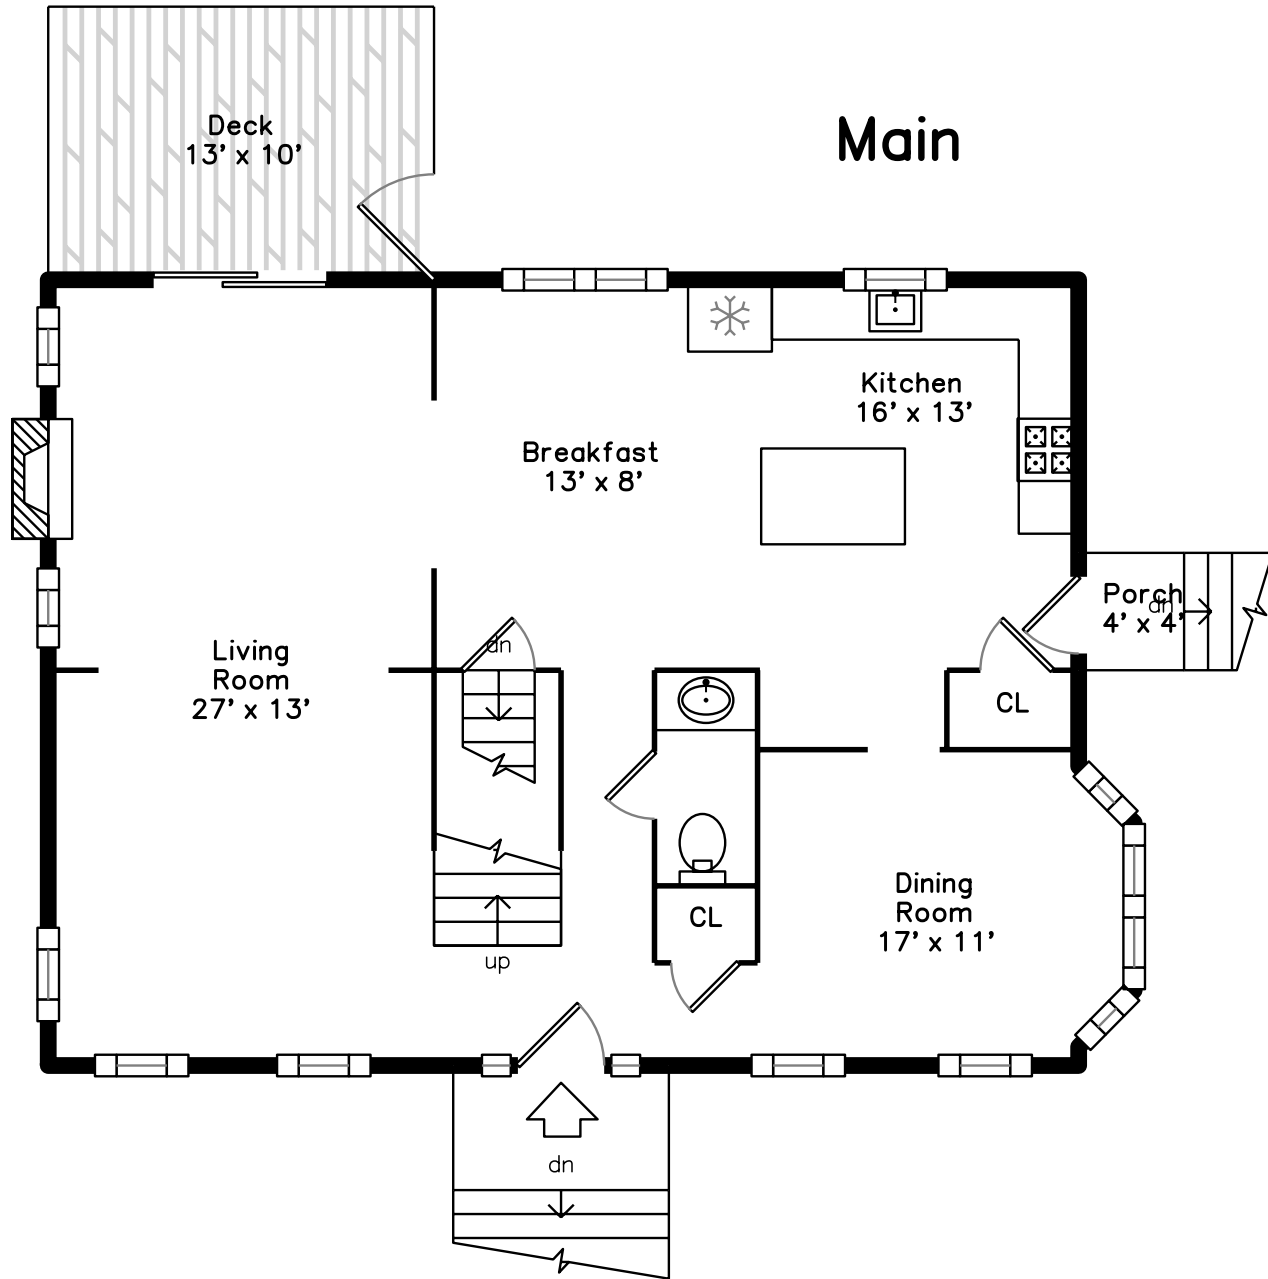 Deck
13' x 10'
Main
Kitchen
16' x 13'
Breakfast
13' x 8'
Porch
4' x 4'
dn
dn
Living
Room
27' x 13'
CL
Dining
Room
17' x 11'
CL
up
dn